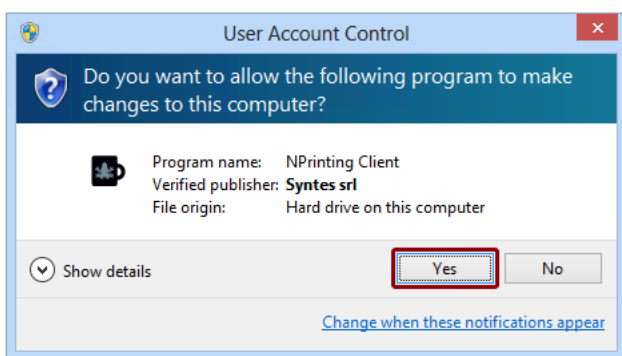 User Account Control
Do you want to allow the following program to make
changes to this computer?
Program name: NPrinting Client
Verified publisher: Syntes srl
File origin: Hard drive on this computer
Show details
Yes
No
Change when these notifications appear